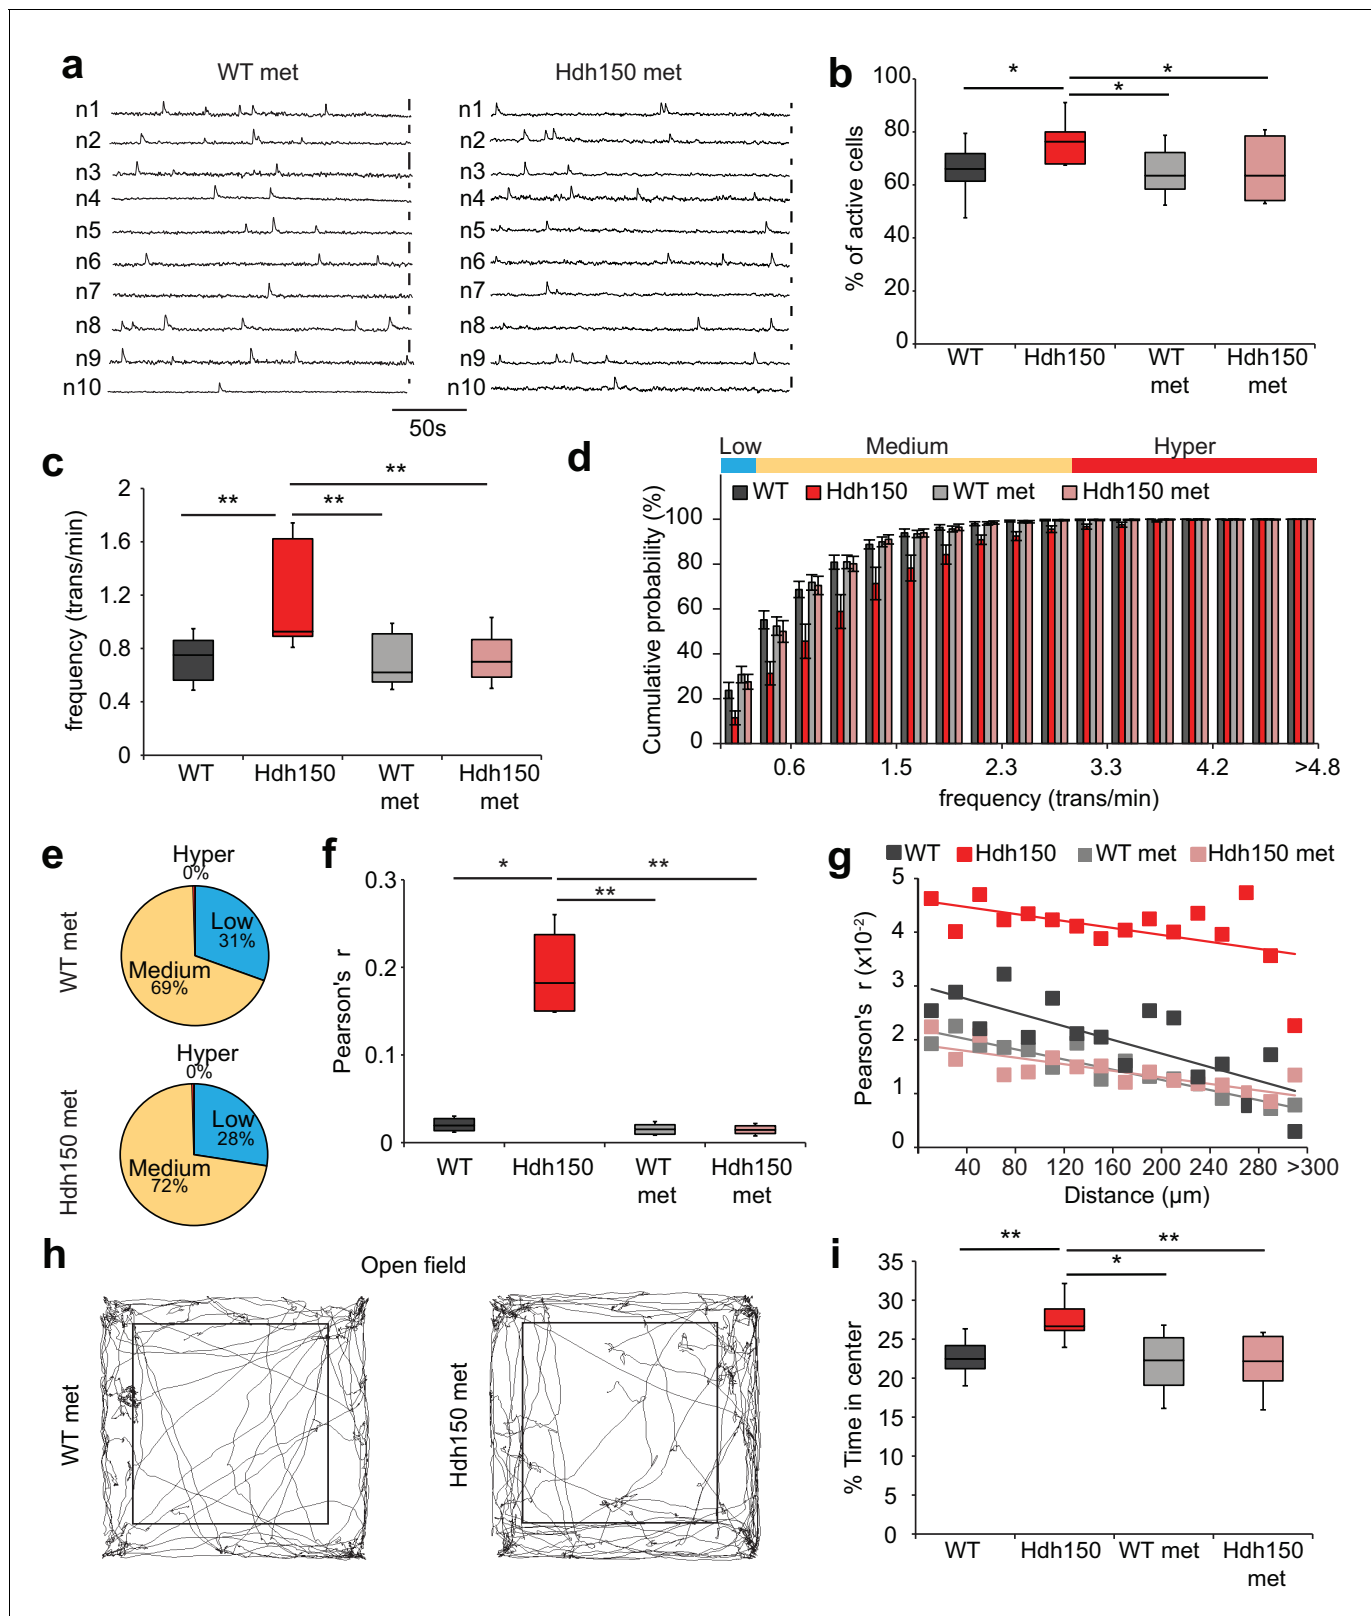 a
WT met
Hdh150 met
n1
n2
n3
n4
n5
n6
n7
n8
n9
n10
n1
n2
n3
n4
n5
n6
n7
n8
n9
n10
50s
b
% of active cells
100
80
60
40
20
0
* * *
WT Hdh150 WT met Hdh150 met
c
frequency (trans/min)
2
1.6
1.2
0.8
0.4
0
** ** **
WT Hdh150 WT met Hdh150 met
d
Low Medium Hyper
WT Hdh150 WT met Hdh150 met
Cumulative probability (%)
100
80
60
40
20
0
0.6 1.5 2.3 3.3 4.2 >4.8
frequency (trans/min)
e
WT met
Hyper
0%
Low
31%
Medium
69%
Hdh150 met
Hyper
0%
Low
28%
Medium
72%
f
Pearson's r
0.3
0.2
0.1
0
* ** **
WT Hdh150 WT met Hdh150 met
g
WT Hdh150 WT met Hdh150 met
Pearson's r (x10-2)
5
4
3
2
1
0
40 80 120 160 200 240 280 >300
Distance (µm)
h
Open field
WT met
Hdh150 met
i
% Time in center
35
30
25
20
15
10
5
0
** * **
WT Hdh150 WT met Hdh150 met